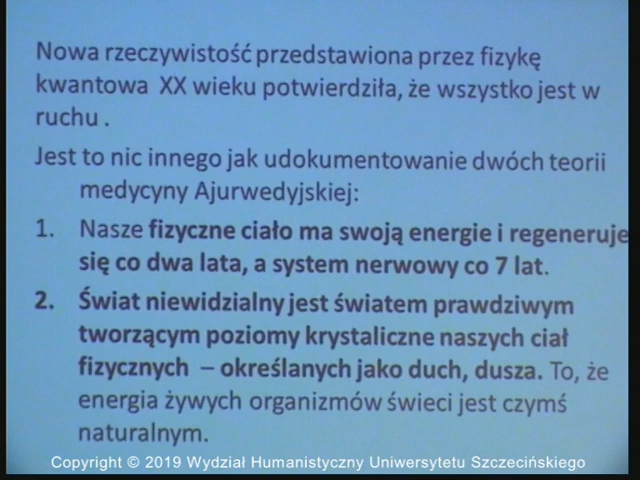 Nowa rzeczywistość przedstawiona przez fizykę
kwantowa XX wieku potwierdziła, że wszystko jest w
ruchu .
Jest to nic innego jak udokumentowanie dwóch teorii
medycyny Ajurwedyjskiej:
1. Nasze fizyczne ciało ma swoją energie i regeneruje
się co dwa lata, a system nerwowy co 7 lat.
2. Świat niewidzialny jest światem prawdziwym
tworzącym poziomy krystaliczne naszych ciał
fizycznych – określanych jako duch, dusza. To, że
energia żywych organizmów świeci jest czymś
naturalnym.
Copyright © 2019 Wydział Humanistyczny Uniwersytetu Szczecińskiego